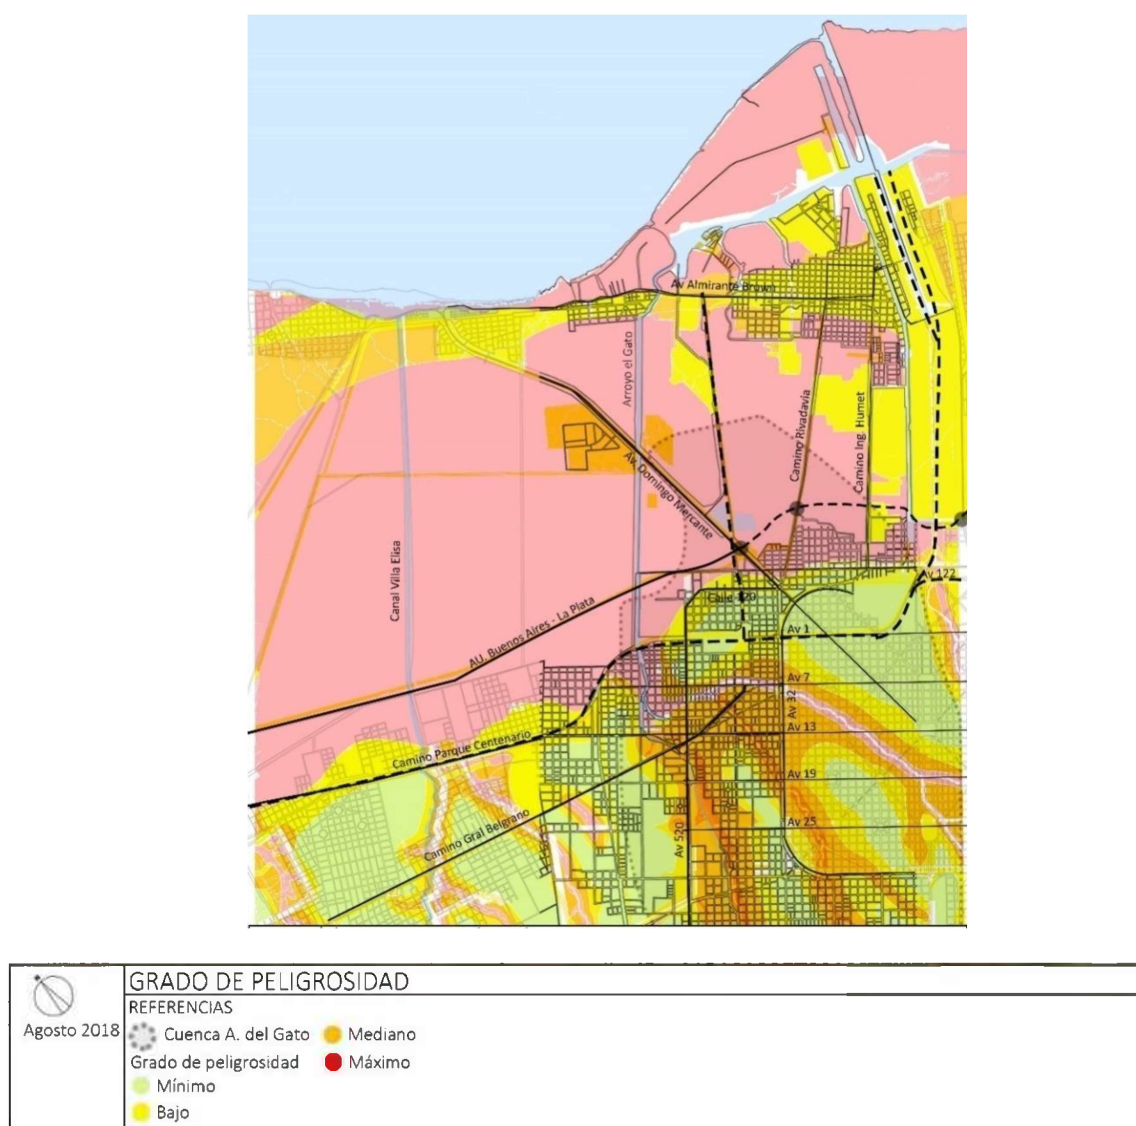 Av Almirante Brown
Arroyo el Gato
Camino Rivadavia
Camino Ing. Humet
Av. Domingo Mercante
Canal Villa Elisa
Av 122
Calle 120
AU. Buenos Aires - La Plata
Av 1
Av 7
Av 32
Av 13
Camino Parque Centenario
Av 19
Camino Gral Belgrano
Av 520
Av 25
GRADO DE PELIGROSIDAD
REFERENCIAS
Agosto 2018
Cuenca A. del Gato
Mediano
Grado de peligrosidad
Máximo
Mínimo
Bajo